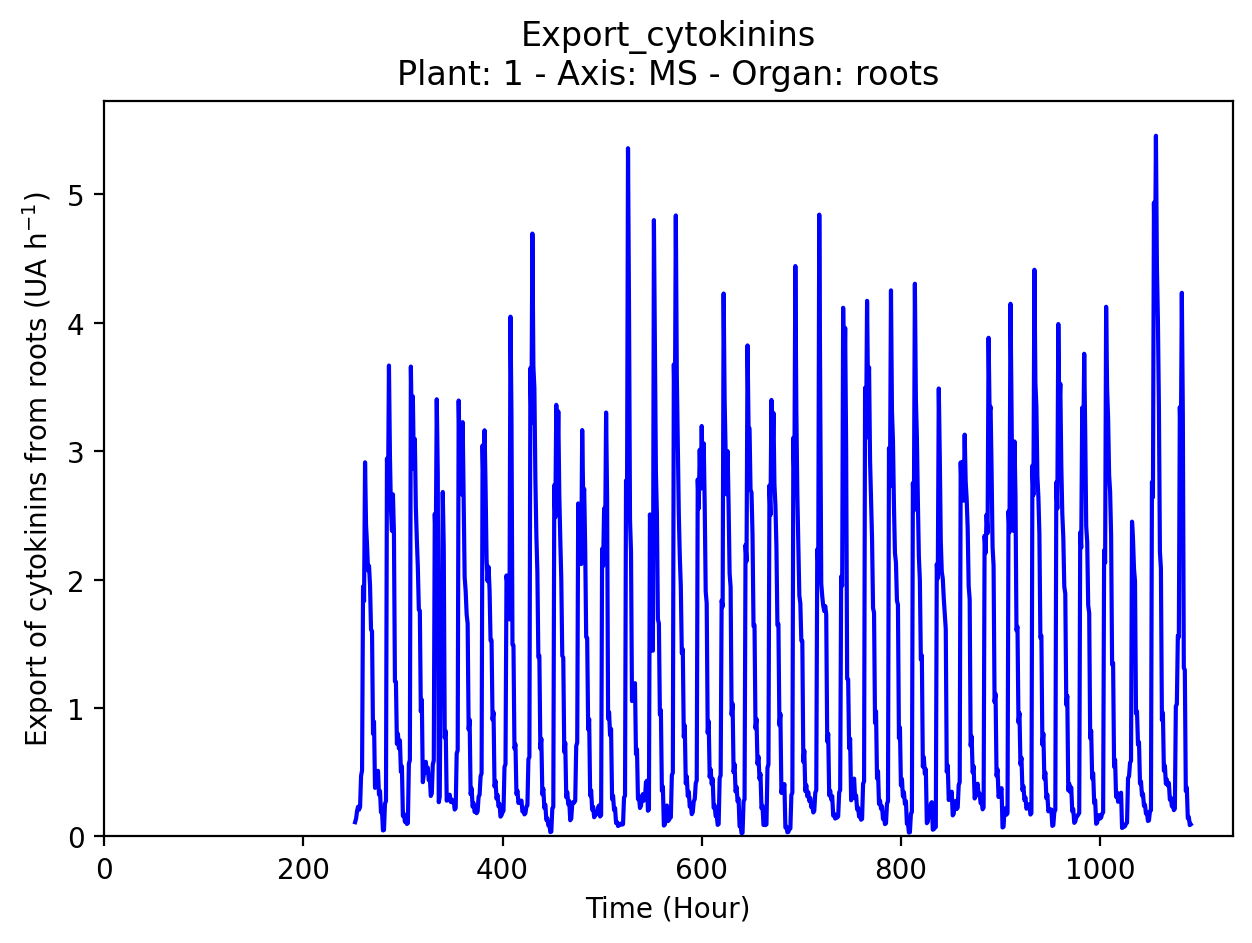 Export_cytokinins
Plant: 1 - Axis: MS - Organ: roots
Export of cytokinins from roots (UA h⁻¹)
5
4
3
2
1
0
0 200 400 600 800 1000
Time (Hour)